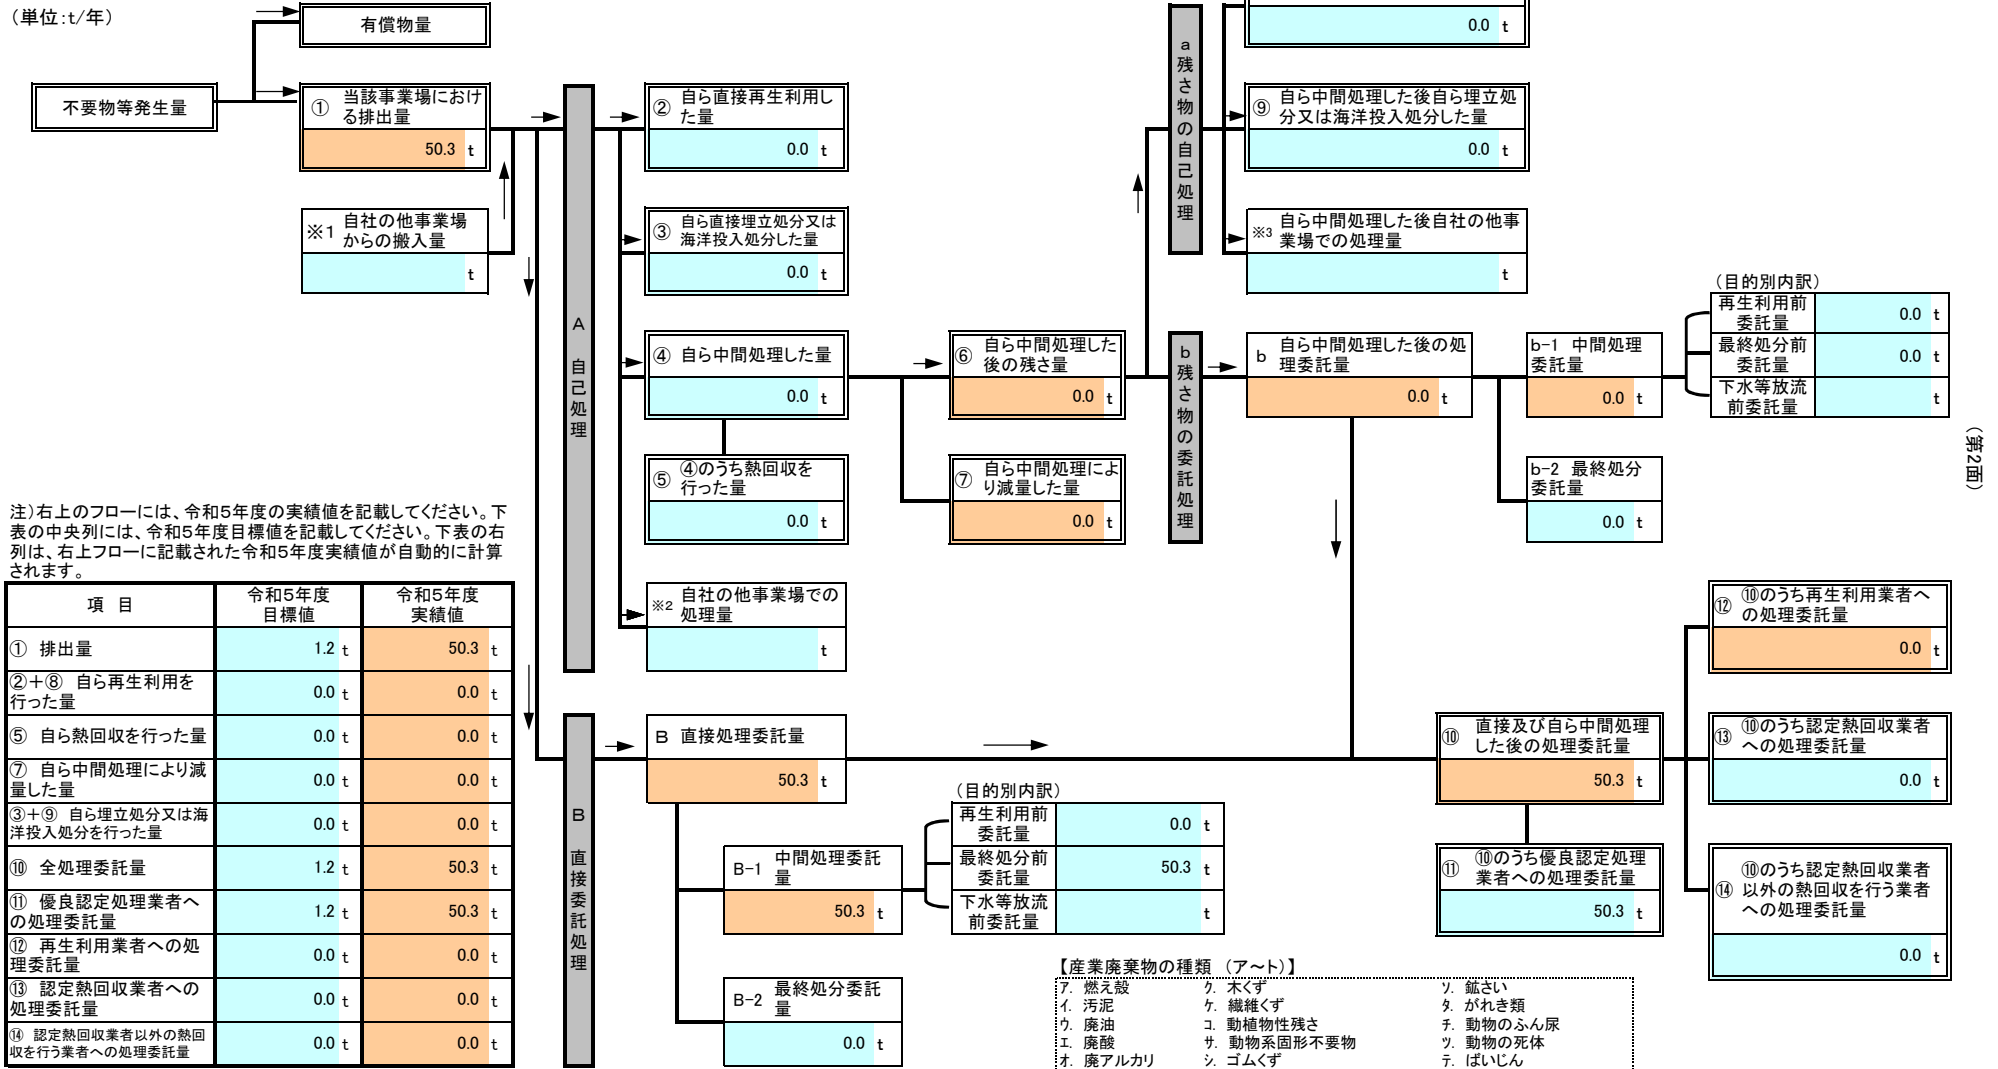 （単位:t/年）
有償物量
不要物等発生量
① 当該事業場におけ
る排出量
50.3 t
※1 自社の他事業場
からの搬入量
t
A 自己処理
② 自ら直接再生利用し
た量
0.0 t
③ 自ら直接埋立処分又は
海洋投入処分した量
0.0 t
④ 自ら中間処理した量
0.0 t
⑤ ④のうち熱回収を
行った量
0.0 t
※2 自社の他事業場での
処理量
t
⑥ 自ら中間処理した
後の残さ量
0.0 t
⑦ 自ら中間処理によ
り減量した量
0.0 t
a 残さ物の自己処理
0.0 t
⑨ 自ら中間処理した後自ら埋立処
分又は海洋投入処分した量
0.0 t
※3 自ら中間処理した後自社の他事
業場での処理量
t
b 残さ物の委託処理
b 自ら中間処理した後の処
理委託量
0.0 t
b-1 中間処理
委託量
0.0 t
b-2 最終処分
委託量
0.0 t
（目的別内訳）
再生利用前
委託量
0.0 t
最終処分前
委託量
0.0 t
下水等放流
前委託量
t
（第2面）
注）右上のフローには、令和5年度の実績値を記載してください。下
表の中央列には、令和5年度目標値を記載してください。下表の右
列は、右上フローに記載された令和5年度実績値が自動的に計算
されます。
項 目 令和5年度 目標値 令和5年度 実績値
① 排出量 1.2 t 50.3 t
②＋⑧ 自ら再生利用を
行った量 0.0 t 0.0 t
⑤ 自ら熱回収を行った量 0.0 t 0.0 t
⑦ 自ら中間処理により減
量した量 0.0 t 0.0 t
③＋⑨ 自ら埋立処分又は海
洋投入処分を行った量 0.0 t 0.0 t
⑩ 全処理委託量 1.2 t 50.3 t
⑪ 優良認定処理業者へ
の処理委託量 1.2 t 50.3 t
⑫ 再生利用業者への処
理委託量 0.0 t 0.0 t
⑬ 認定熱回収業者への
処理委託量 0.0 t 0.0 t
⑭ 認定熱回収業者以外の熱回
収を行う業者への処理委託量 0.0 t 0.0 t
B 直接委託処理
B 直接処理委託量
50.3 t
B-1 中間処理委託
量
50.3 t
B-2 最終処分委託
量
0.0 t
（目的別内訳）
再生利用前
委託量
0.0 t
最終処分前
委託量
50.3 t
下水等放流
前委託量
t
⑩ 直接及び自ら中間処理
した後の処理委託量
50.3 t
⑪ ⑩のうち優良認定処理
業者への処理委託量
50.3 t
⑫ ⑩のうち再生利用業者へ
の処理委託量
0.0 t
⑬ ⑩のうち認定熱回収業者
への処理委託量
0.0 t
⑭ ⑩のうち認定熱回収業者
以外の熱回収を行う業者
への処理委託量
0.0 t
【産業廃棄物の種類 （ア～ト）】
ア. 燃え殻 ク. 木くず ソ. 鉱さい
イ. 汚泥 ケ. 繊維くず タ. がれき類
ウ. 廃油 コ. 動植物性残さ チ. 動物のふん尿
エ. 廃酸 サ. 動物系固形不要物 ツ. 動物の死体
オ. 廃アルカリ シ. ゴムくず テ. ばいじん